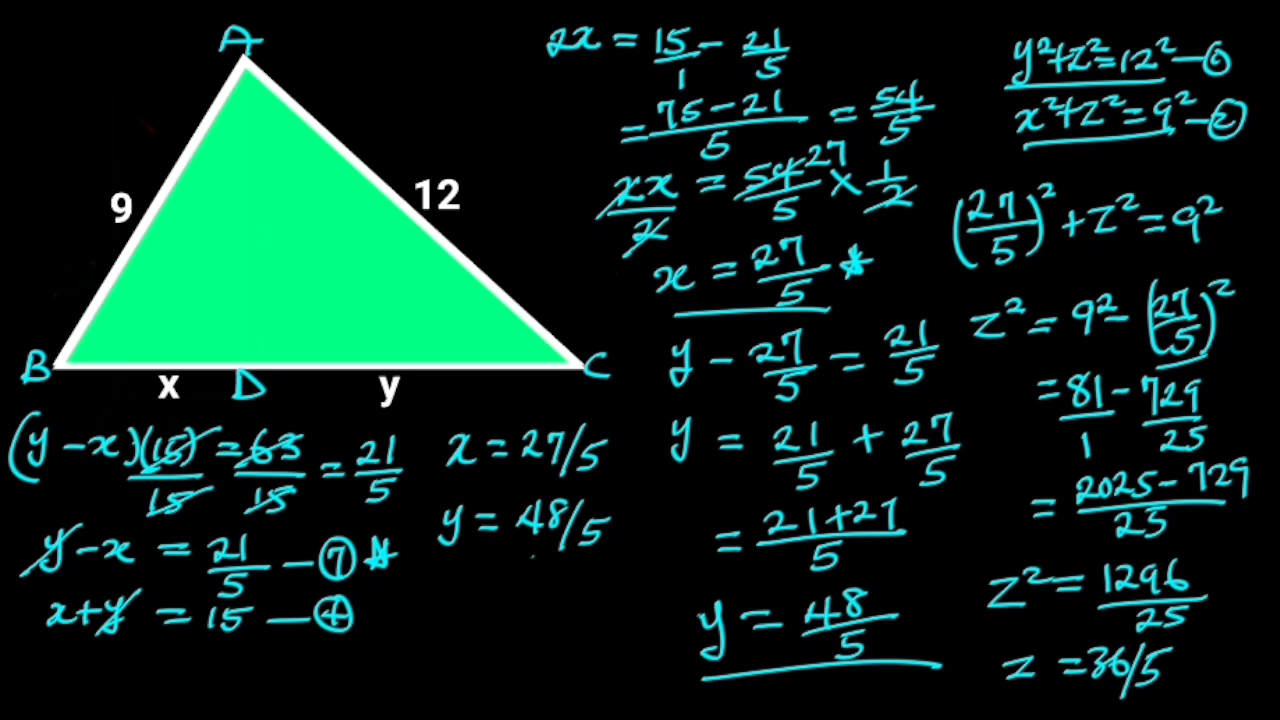 A
9
12
B
x
D
y
C
(y - x)(15)/15 = 63/15 = 21/5
y - x = 21/5 — ⑦ *
x + y = 15 — ④
x = 27/5
y = 48/5
2x = 15/1 - 21/5
= 75 - 21/5 = 54/5
2x/2 = 54/5 27 × 1/2
x = 27/5 *
y - 27/5 = 21/5
y = 21/5 + 27/5
= 21 + 27/5
y = 48/5
y² + z² = 12² — ①
x² + z² = 9² — ②
(27/5)² + z² = 9²
z² = 9² - (27/5)²
= 81/1 - 729/25
= 2025 - 729/25
z² = 1296/25
z = 36/5